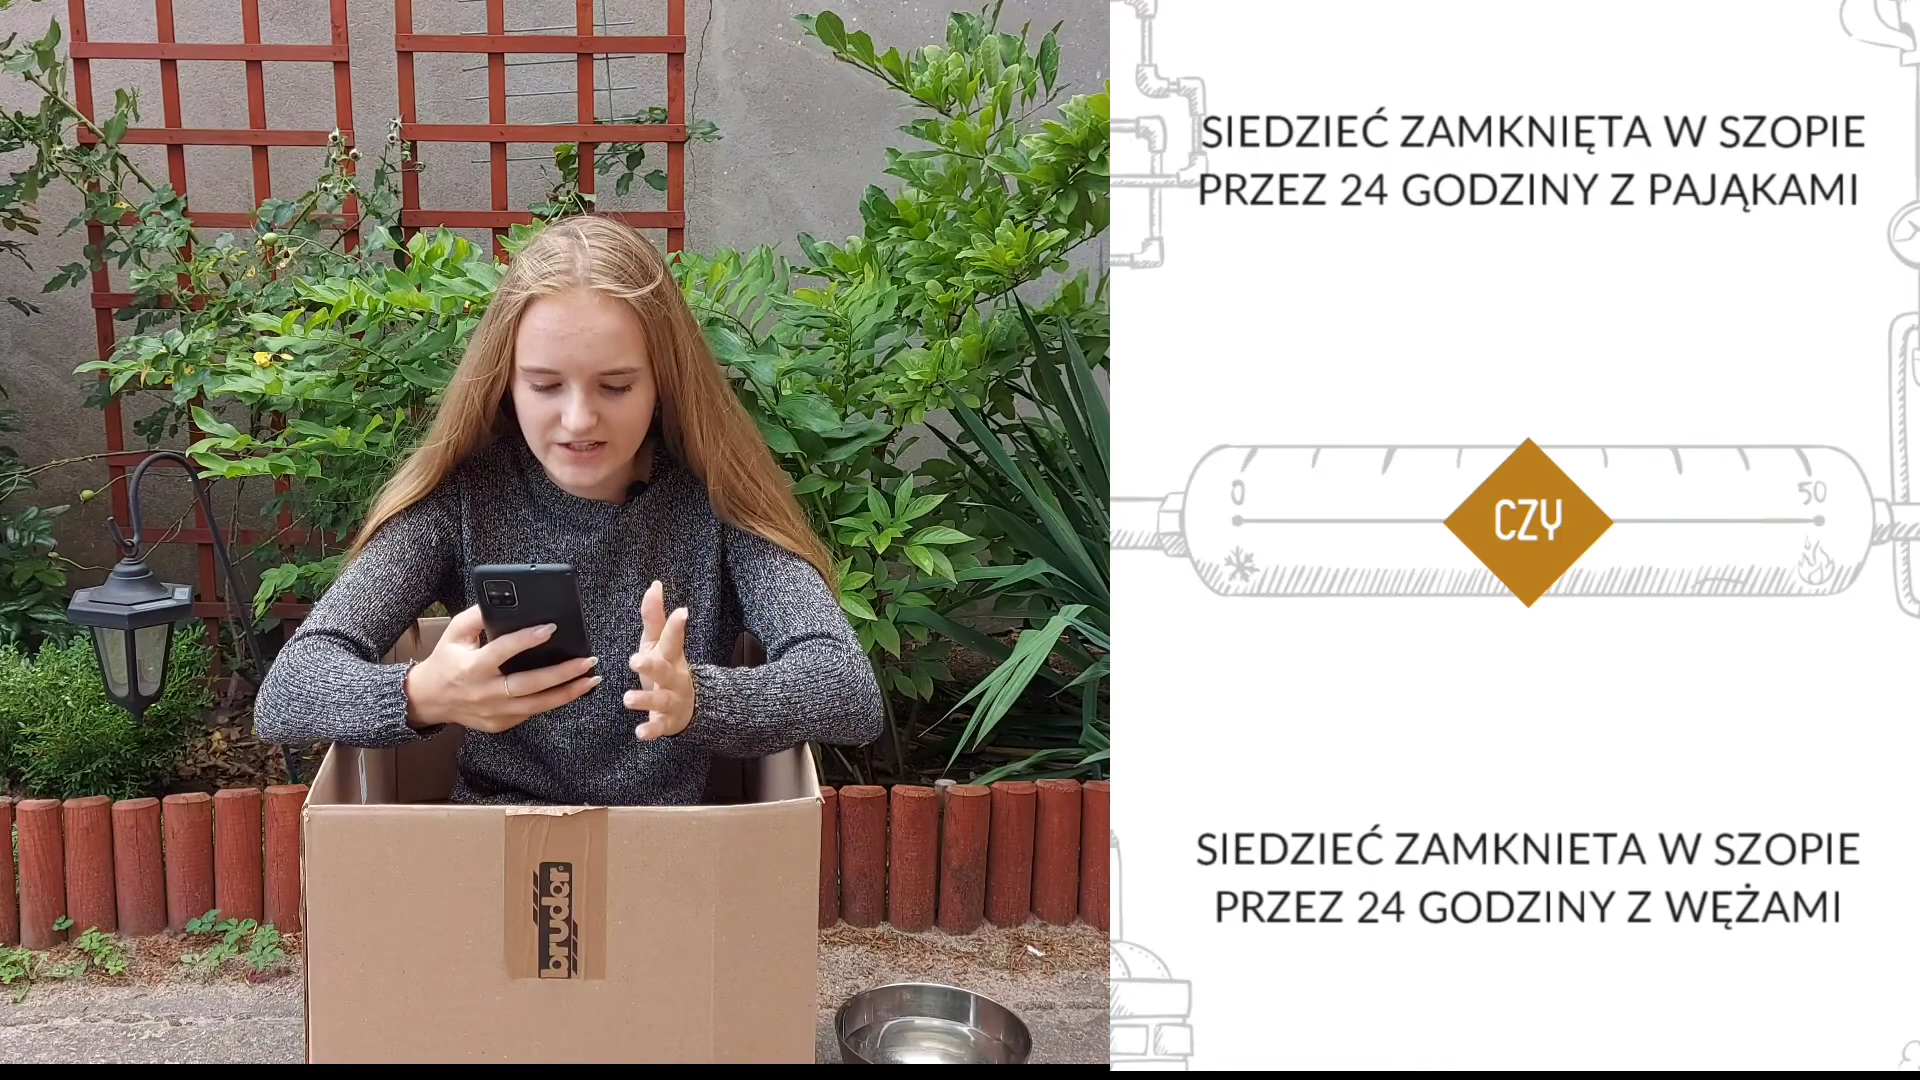 SIEDZIEĆ ZAMKNIĘTA W SZOPIE
PRZEZ 24 GODZINY Z PAJĄKAMI
0
50
CZY
SIEDZIEĆ ZAMKNIETA W SZOPIE
PRZEZ 24 GODZINY Z WĘŻAMI
bruder